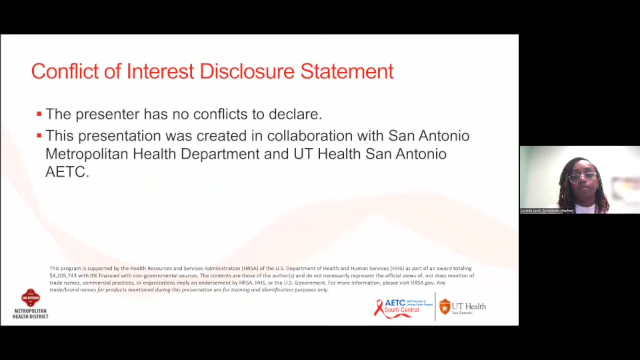 Conflict of Interest Disclosure Statement
▪ The presenter has no conflicts to declare.
▪ This presentation was created in collaboration with San Antonio
Metropolitan Health Department and UT Health San Antonio
AETC.
This program is supported by the Health Resources and Services Administration (HRSA) of the U.S. Department of Health and Human Services (HHS) as part of an award totaling
$4,205,743 with 0% financed with non-governmental sources. The contents are those of the author(s) and do not necessarily represent the official views of, nor does mention of
trade names, commercial practices, or organizations imply an endorsement by HRSA, HHS, or the U.S. Government. For more information, please visit HRSA.gov. Any
trade/brand names for products mentioned during this presentation are for training and identification purposes only.
SAN ANTONIO
METROPOLITAN
HEALTH DISTRICT
AETC
South Central
UT Health
San Antonio